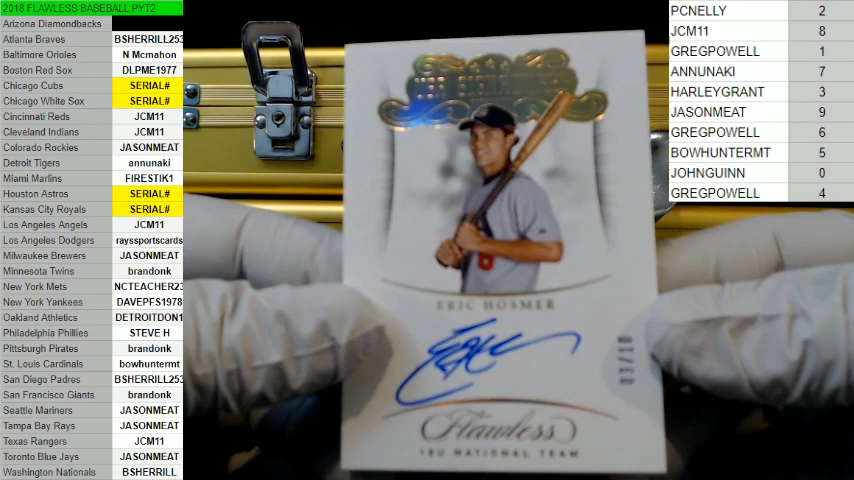 2018 FLAWLESS BASEBALL PYT2
Arizona Diamondbacks
Atlanta Braves BSHERRILL253
Baltimore Orioles N Mcmahon
Boston Red Sox DLPME1977
Chicago Cubs SERIAL#
Chicago White Sox SERIAL#
Cincinnati Reds JCM11
Cleveland Indians JCM11
Colorado Rockies JASONMEAT
Detroit Tigers annunaki
Miami Marlins FIRESTIK1
Houston Astros SERIAL#
Kansas City Royals SERIAL#
Los Angeles Angels JCM11
Los Angeles Dodgers rayssportscards
Milwaukee Brewers JASONMEAT
Minnesota Twins brandonk
New York Mets NCTEACHER23
New York Yankees DAVEPFS1978
Oakland Athletics DETROITDON1
Philadelphia Phillies STEVE H
Pittsburgh Pirates brandonk
St. Louis Cardinals bowhuntermt
San Diego Padres BSHERRILL253
San Francisco Giants brandonk
Seattle Mariners JASONMEAT
Tampa Bay Rays JASONMEAT
Texas Rangers JCM11
Toronto Blue Jays JASONMEAT
Washington Nationals BSHERRILL
ERIC HOSMER
03/10
Flawless
18U NATIONAL TEAM
PCNELLY 2
JCM11 8
GREGPOWELL 1
ANNUNAKI 7
HARLEYGRANT 3
JASONMEAT 9
GREGPOWELL 6
BOWHUNTERMT 5
JOHNGUINN 0
GREGPOWELL 4